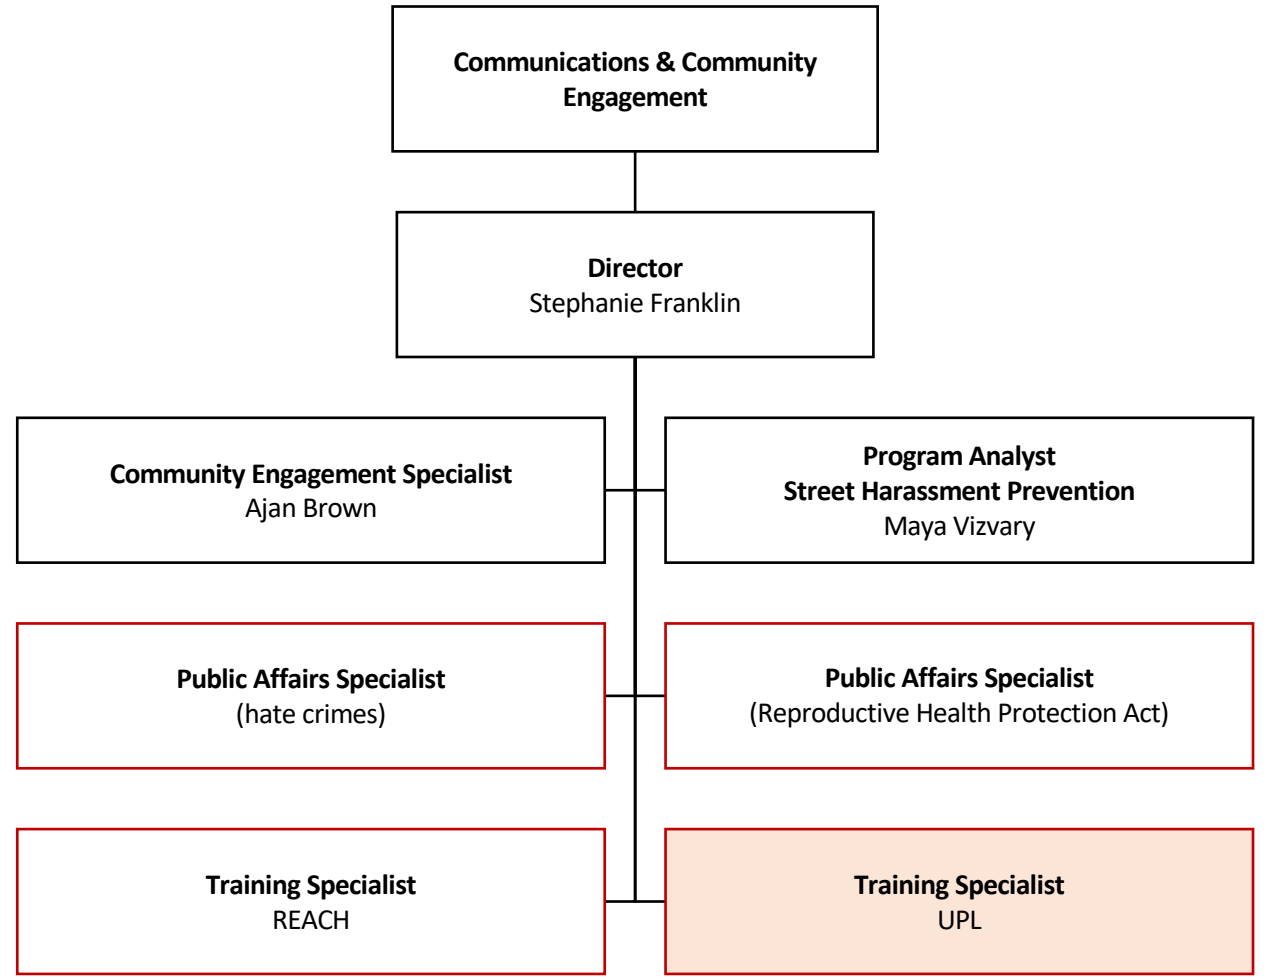 Communications & Community
Engagement
Director
Stephanie Franklin
Community Engagement Specialist
Ajan Brown
Program Analyst
Street Harassment Prevention
Maya Vizvary
Public Affairs Specialist
(hate crimes)
Public Affairs Specialist
(Reproductive Health Protection Act)
Training Specialist
REACH
Training Specialist
UPL